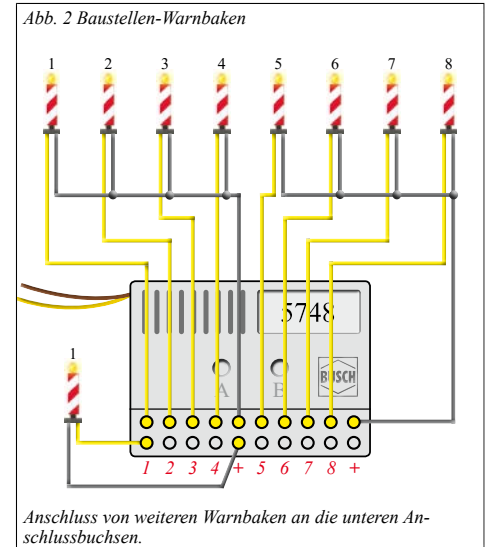 Abb. 2 Baustellen-Warnbaken
1 2 3 4 5 6 7 8
5748
A B
BUSCH
1
1 2 3 4 + 5 6 7 8 +
Anschluss von weiteren Warnbaken an die unteren An-
schlussbuchsen.